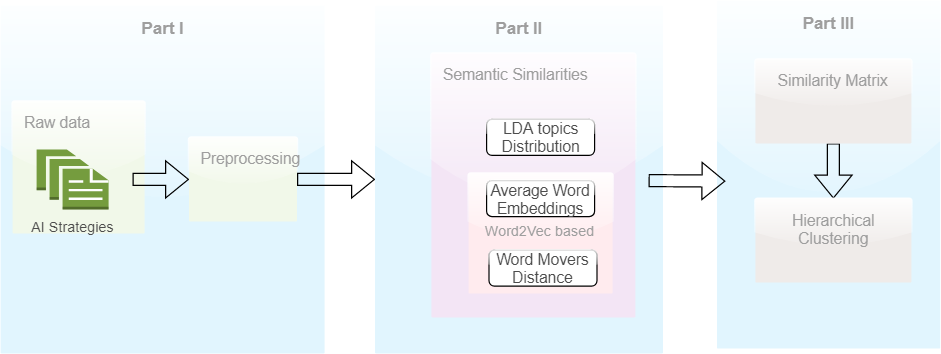 Part I
Raw data
AI Strategies
Preprocessing
Part II
Semantic Similarities
LDA topics
Distribution
Average Word
Embeddings
Word2Vec based
Word Movers
Distance
Part III
Similarity Matrix
Hierarchical
Clustering